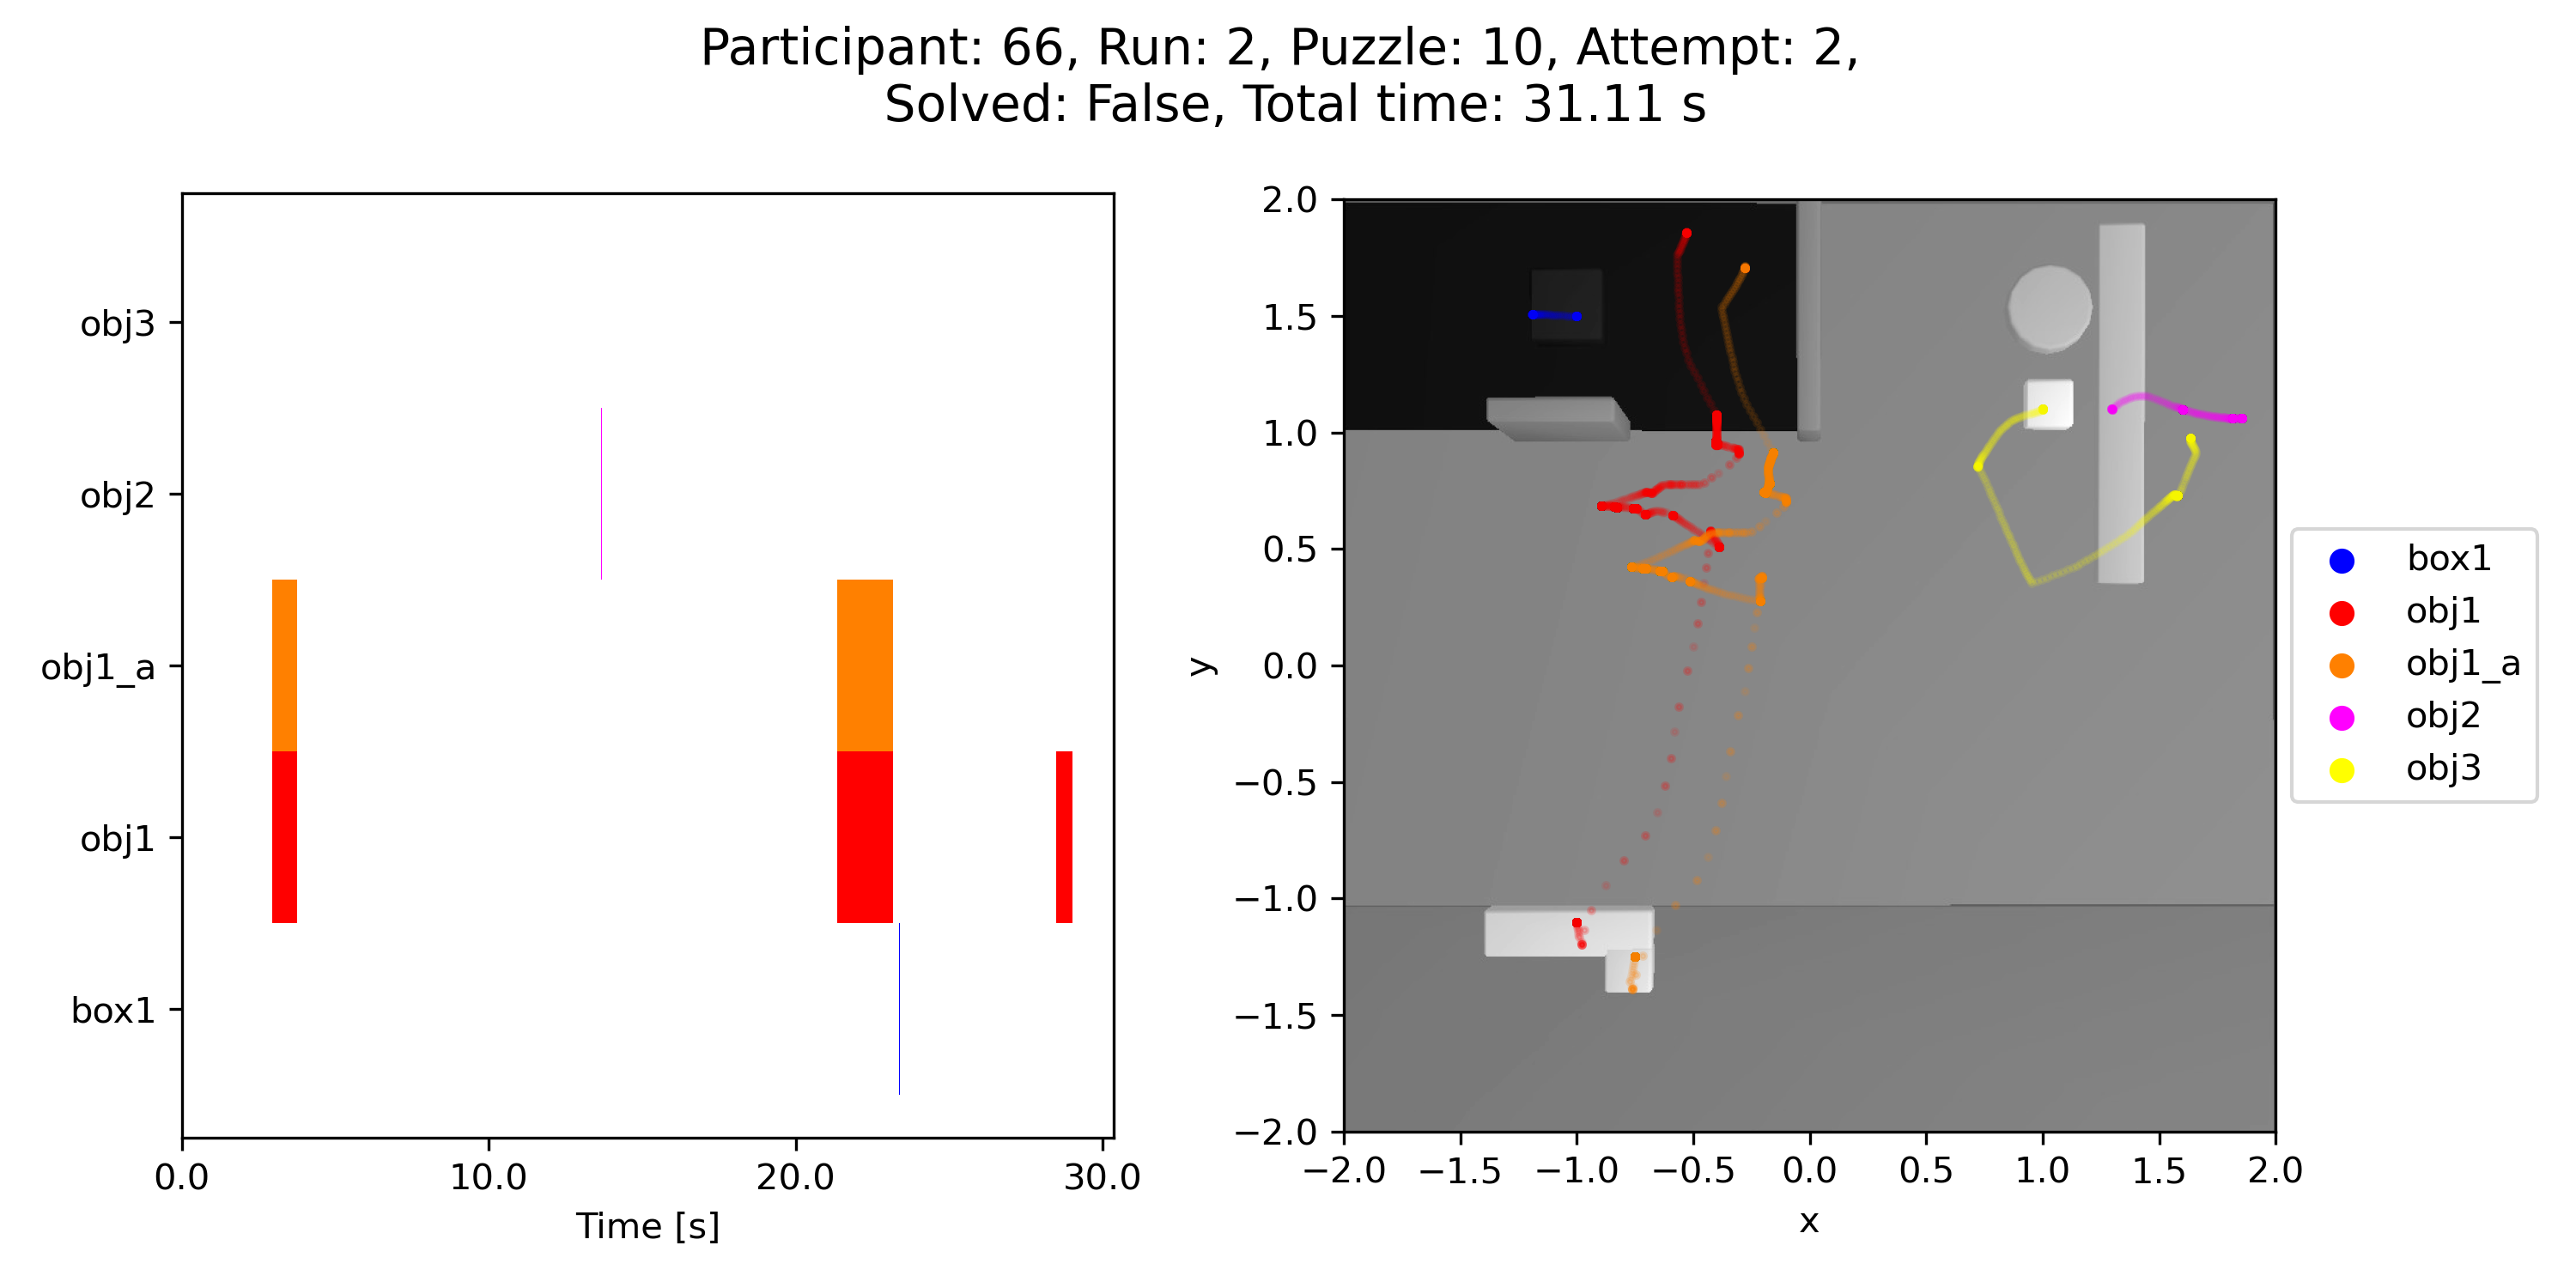 Participant: 66, Run: 2, Puzzle: 10, Attempt: 2,
Solved: False, Total time: 31.11 s
obj3
obj2
obj1_a
obj1
box1
0.0 10.0 20.0 30.0
Time [s]
2.0
1.5
1.0
0.5
0.0
−0.5
−1.0
−1.5
−2.0
y
−2.0 −1.5 −1.0 −0.5 0.0 0.5 1.0 1.5 2.0
x
box1
obj1
obj1_a
obj2
obj3